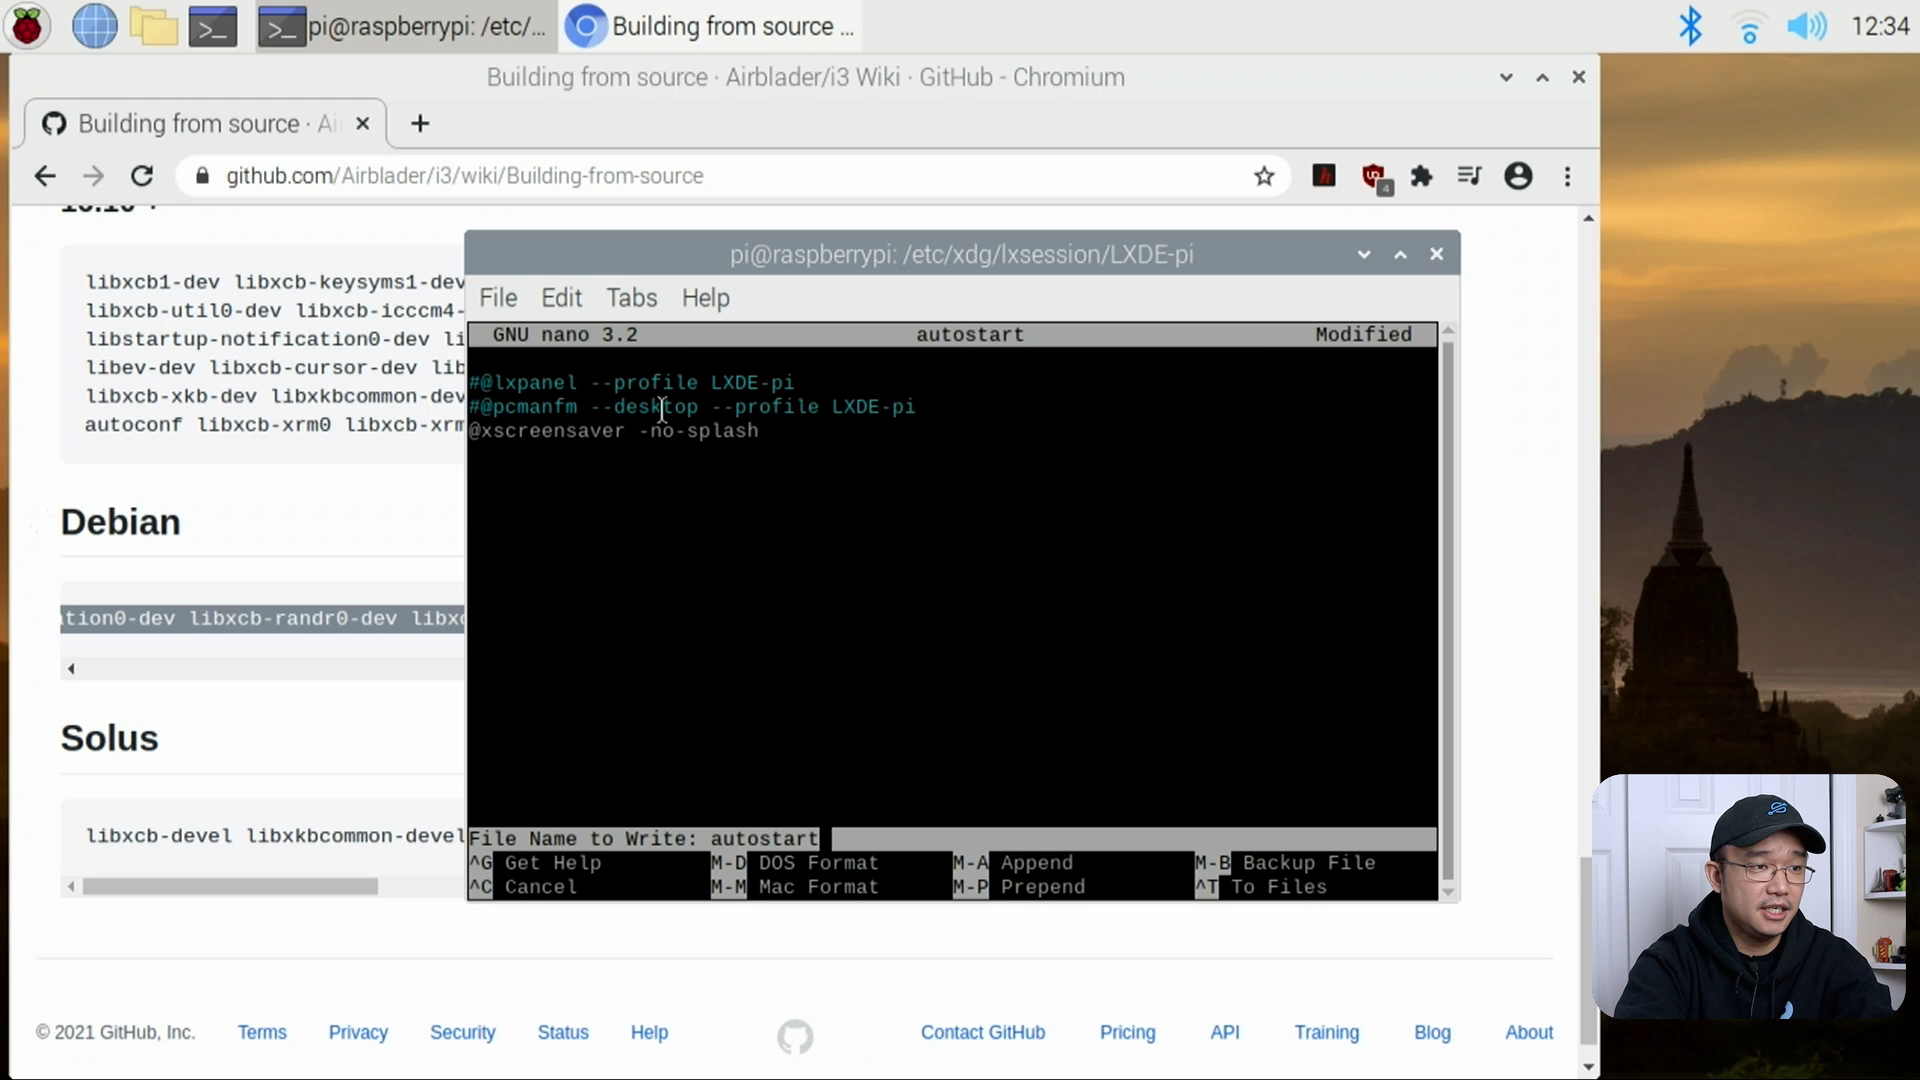 pi@raspberrypi: /etc/...
Building from source ...
12:34
Building from source · Airblader/i3 Wiki · GitHub - Chromium
Building from source · Ai
github.com/Airblader/i3/wiki/Building-from-source
4
libxcb1-dev libxcb-keysyms1-dev
libxcb-util0-dev libxcb-icccm4-
libstartup-notification0-dev li
libev-dev libxcb-cursor-dev lib
libxcb-xkb-dev libxkbcommon-dev
autoconf libxcb-xrm0 libxcb-xrm
Debian
tion0-dev libxcb-randr0-dev libxc
Solus
libxcb-devel libxkbcommon-devel
pi@raspberrypi: /etc/xdg/lxsession/LXDE-pi
File Edit Tabs Help
GNU nano 3.2 autostart Modified
#@lxpanel --profile LXDE-pi
#@pcmanfm --desktop --profile LXDE-pi
@xscreensaver -no-splash
File Name to Write: autostart
^G Get Help M-D DOS Format M-A Append M-B Backup File
^C Cancel M-M Mac Format M-P Prepend ^T To Files
© 2021 GitHub, Inc. Terms Privacy Security Status Help Contact GitHub Pricing API Training Blog About